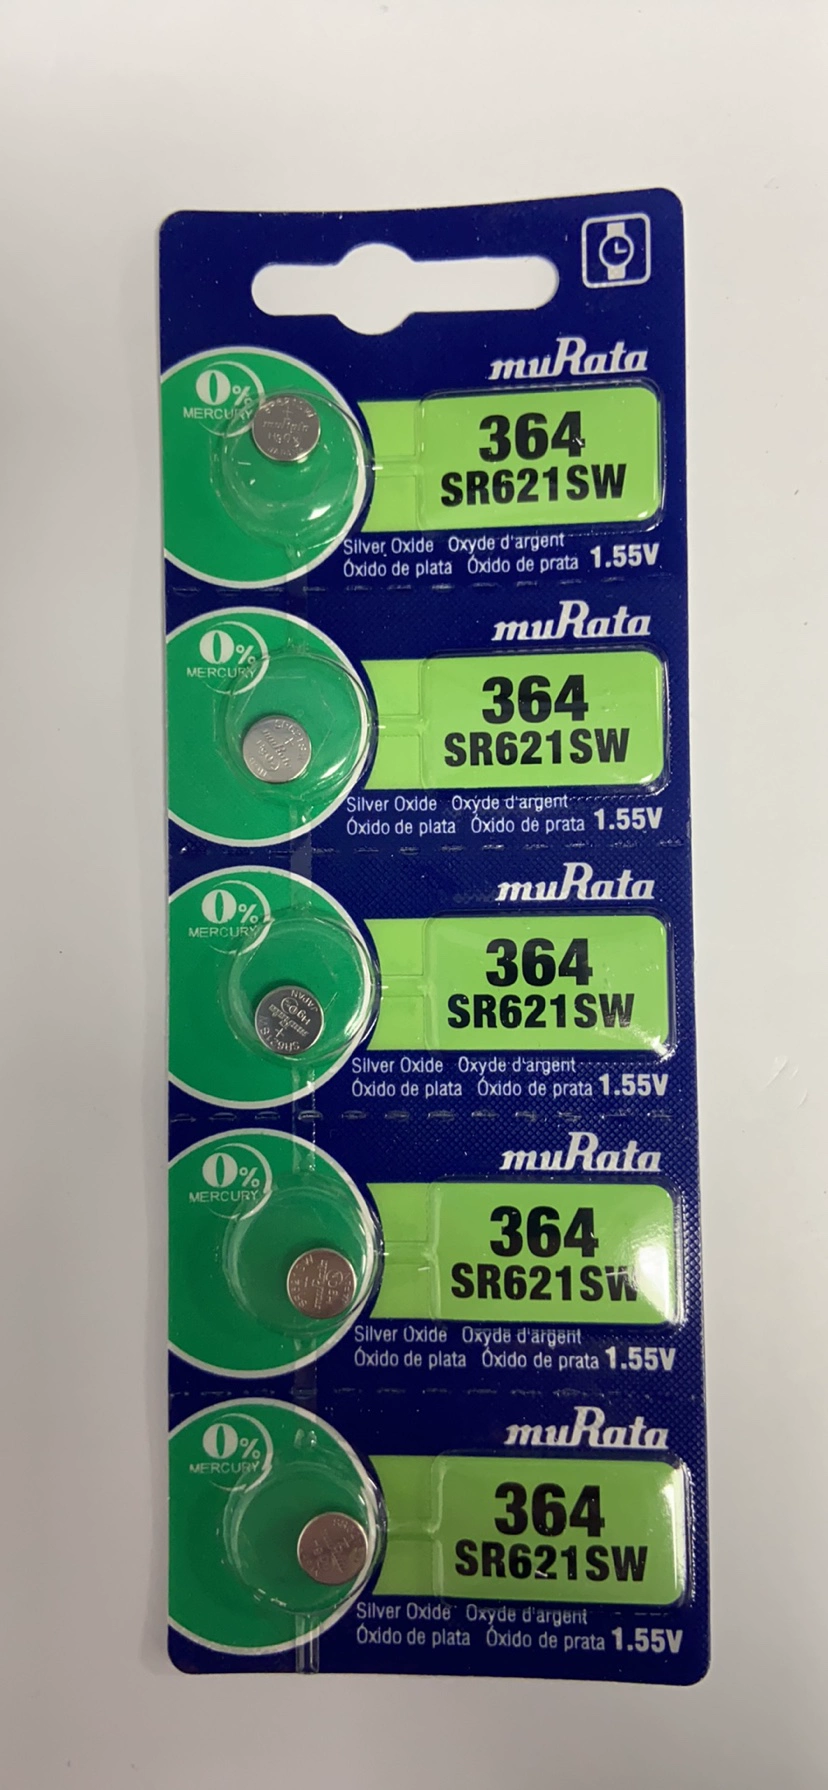 muRata
0%
MERCURY
364
SR621SW
Silver Oxide Oxyde d'argent
Óxido de plata Óxido de prata 1.55V
muRata
0%
MERCURY
364
SR621SW
Silver Oxide Oxyde d'argent
Óxido de plata Óxido de prata 1.55V
muRata
0%
MERCURY
364
SR621SW
Silver Oxide Oxyde d'argent
Óxido de plata Óxido de prata 1.55V
muRata
0%
MERCURY
364
SR621SW
Silver Oxide Oxyde d'argent
Óxido de plata Óxido de prata 1.55V
muRata
0%
MERCURY
364
SR621SW
Silver Oxide Oxyde d'argent
Óxido de plata Óxido de prata 1.55V